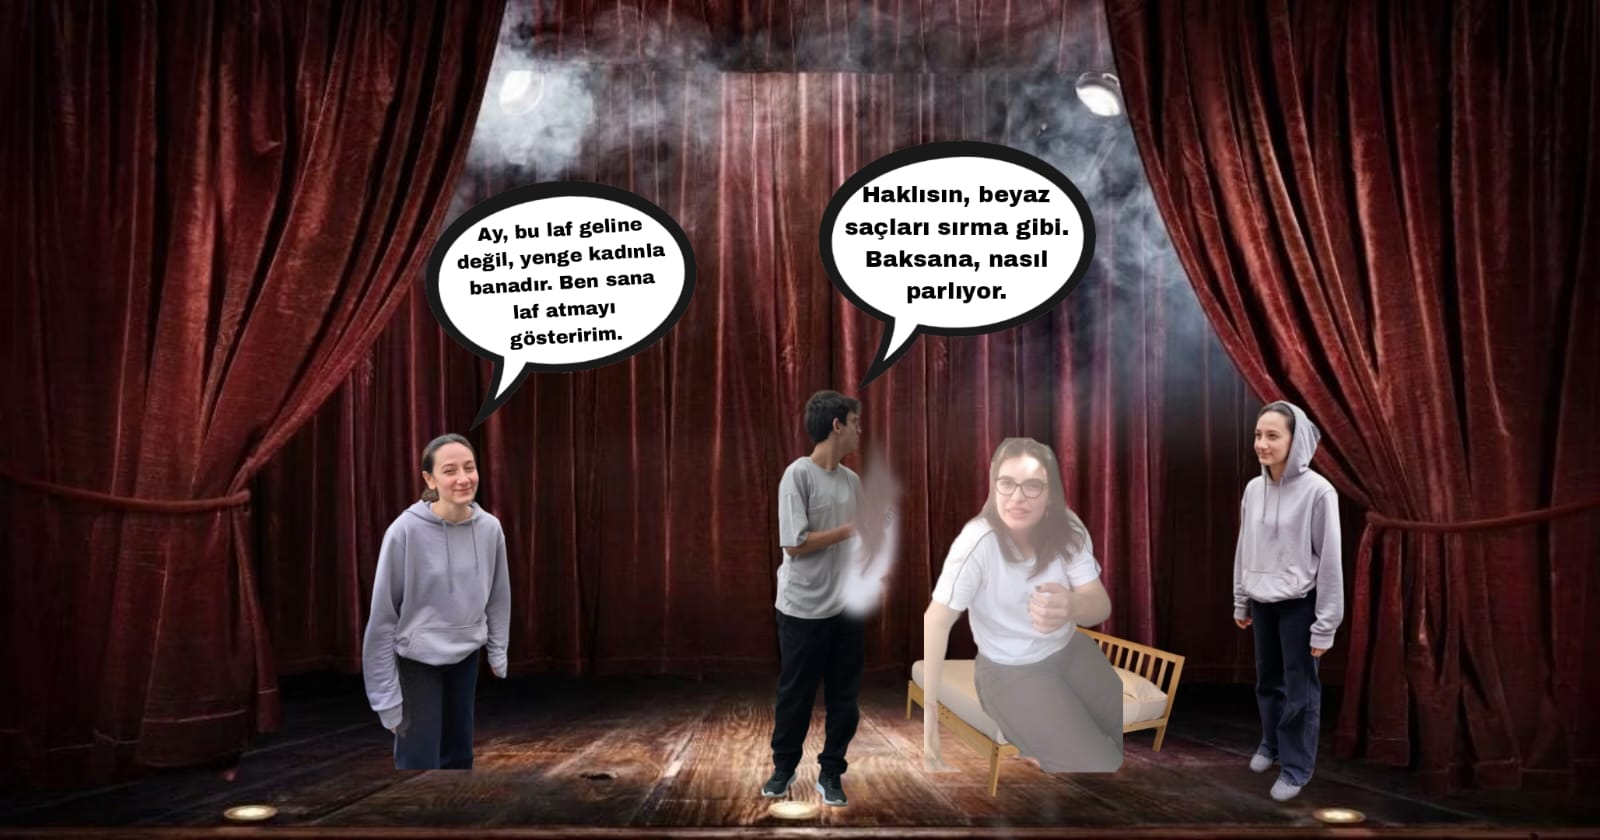 Ay, bu laf geline
değil, yenge kadınla
banadır. Ben sana
laf atmayı
gösteririm.
Haklısın, beyaz
saçları sırma gibi.
Baksana, nasıl
parlıyor.